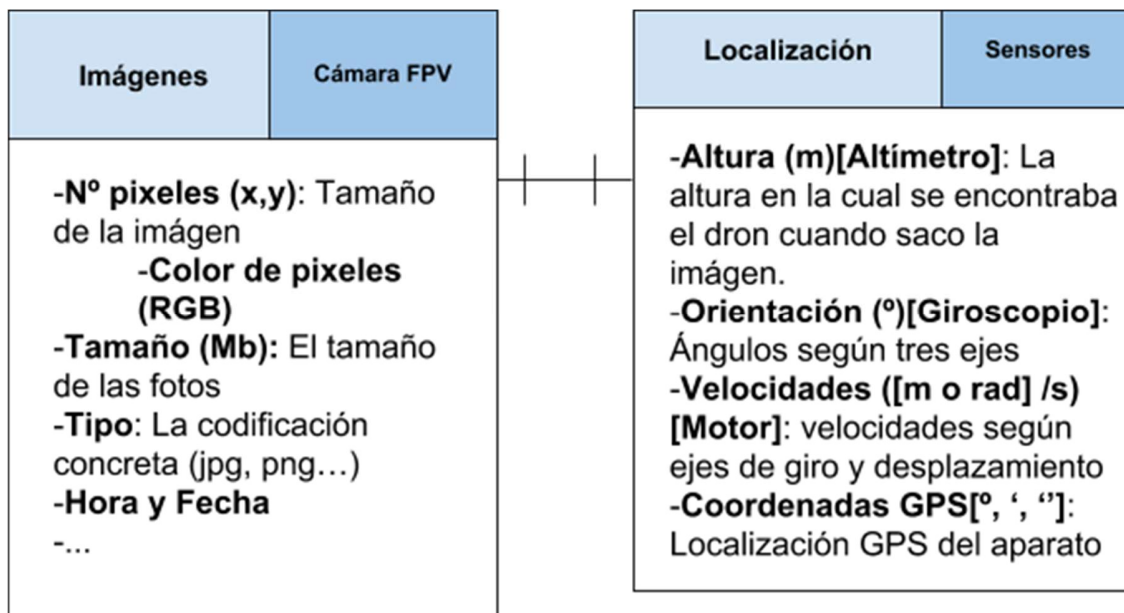 Imágenes
Cámara FPV
-Nº pixeles (x,y): Tamaño
de la imágen
-Color de pixeles
(RGB)
-Tamaño (Mb): El tamaño
de las fotos
-Tipo: La codificación
concreta (jpg, png…)
-Hora y Fecha
-...
Localización
Sensores
-Altura (m)[Altímetro]: La
altura en la cual se encontraba
el dron cuando saco la
imágen.
-Orientación (º)[Giroscopio]:
Ángulos según tres ejes
-Velocidades ([m o rad] /s)
[Motor]: velocidades según
ejes de giro y desplazamiento
-Coordenadas GPS[º, ‘, ‘’]:
Localización GPS del aparato